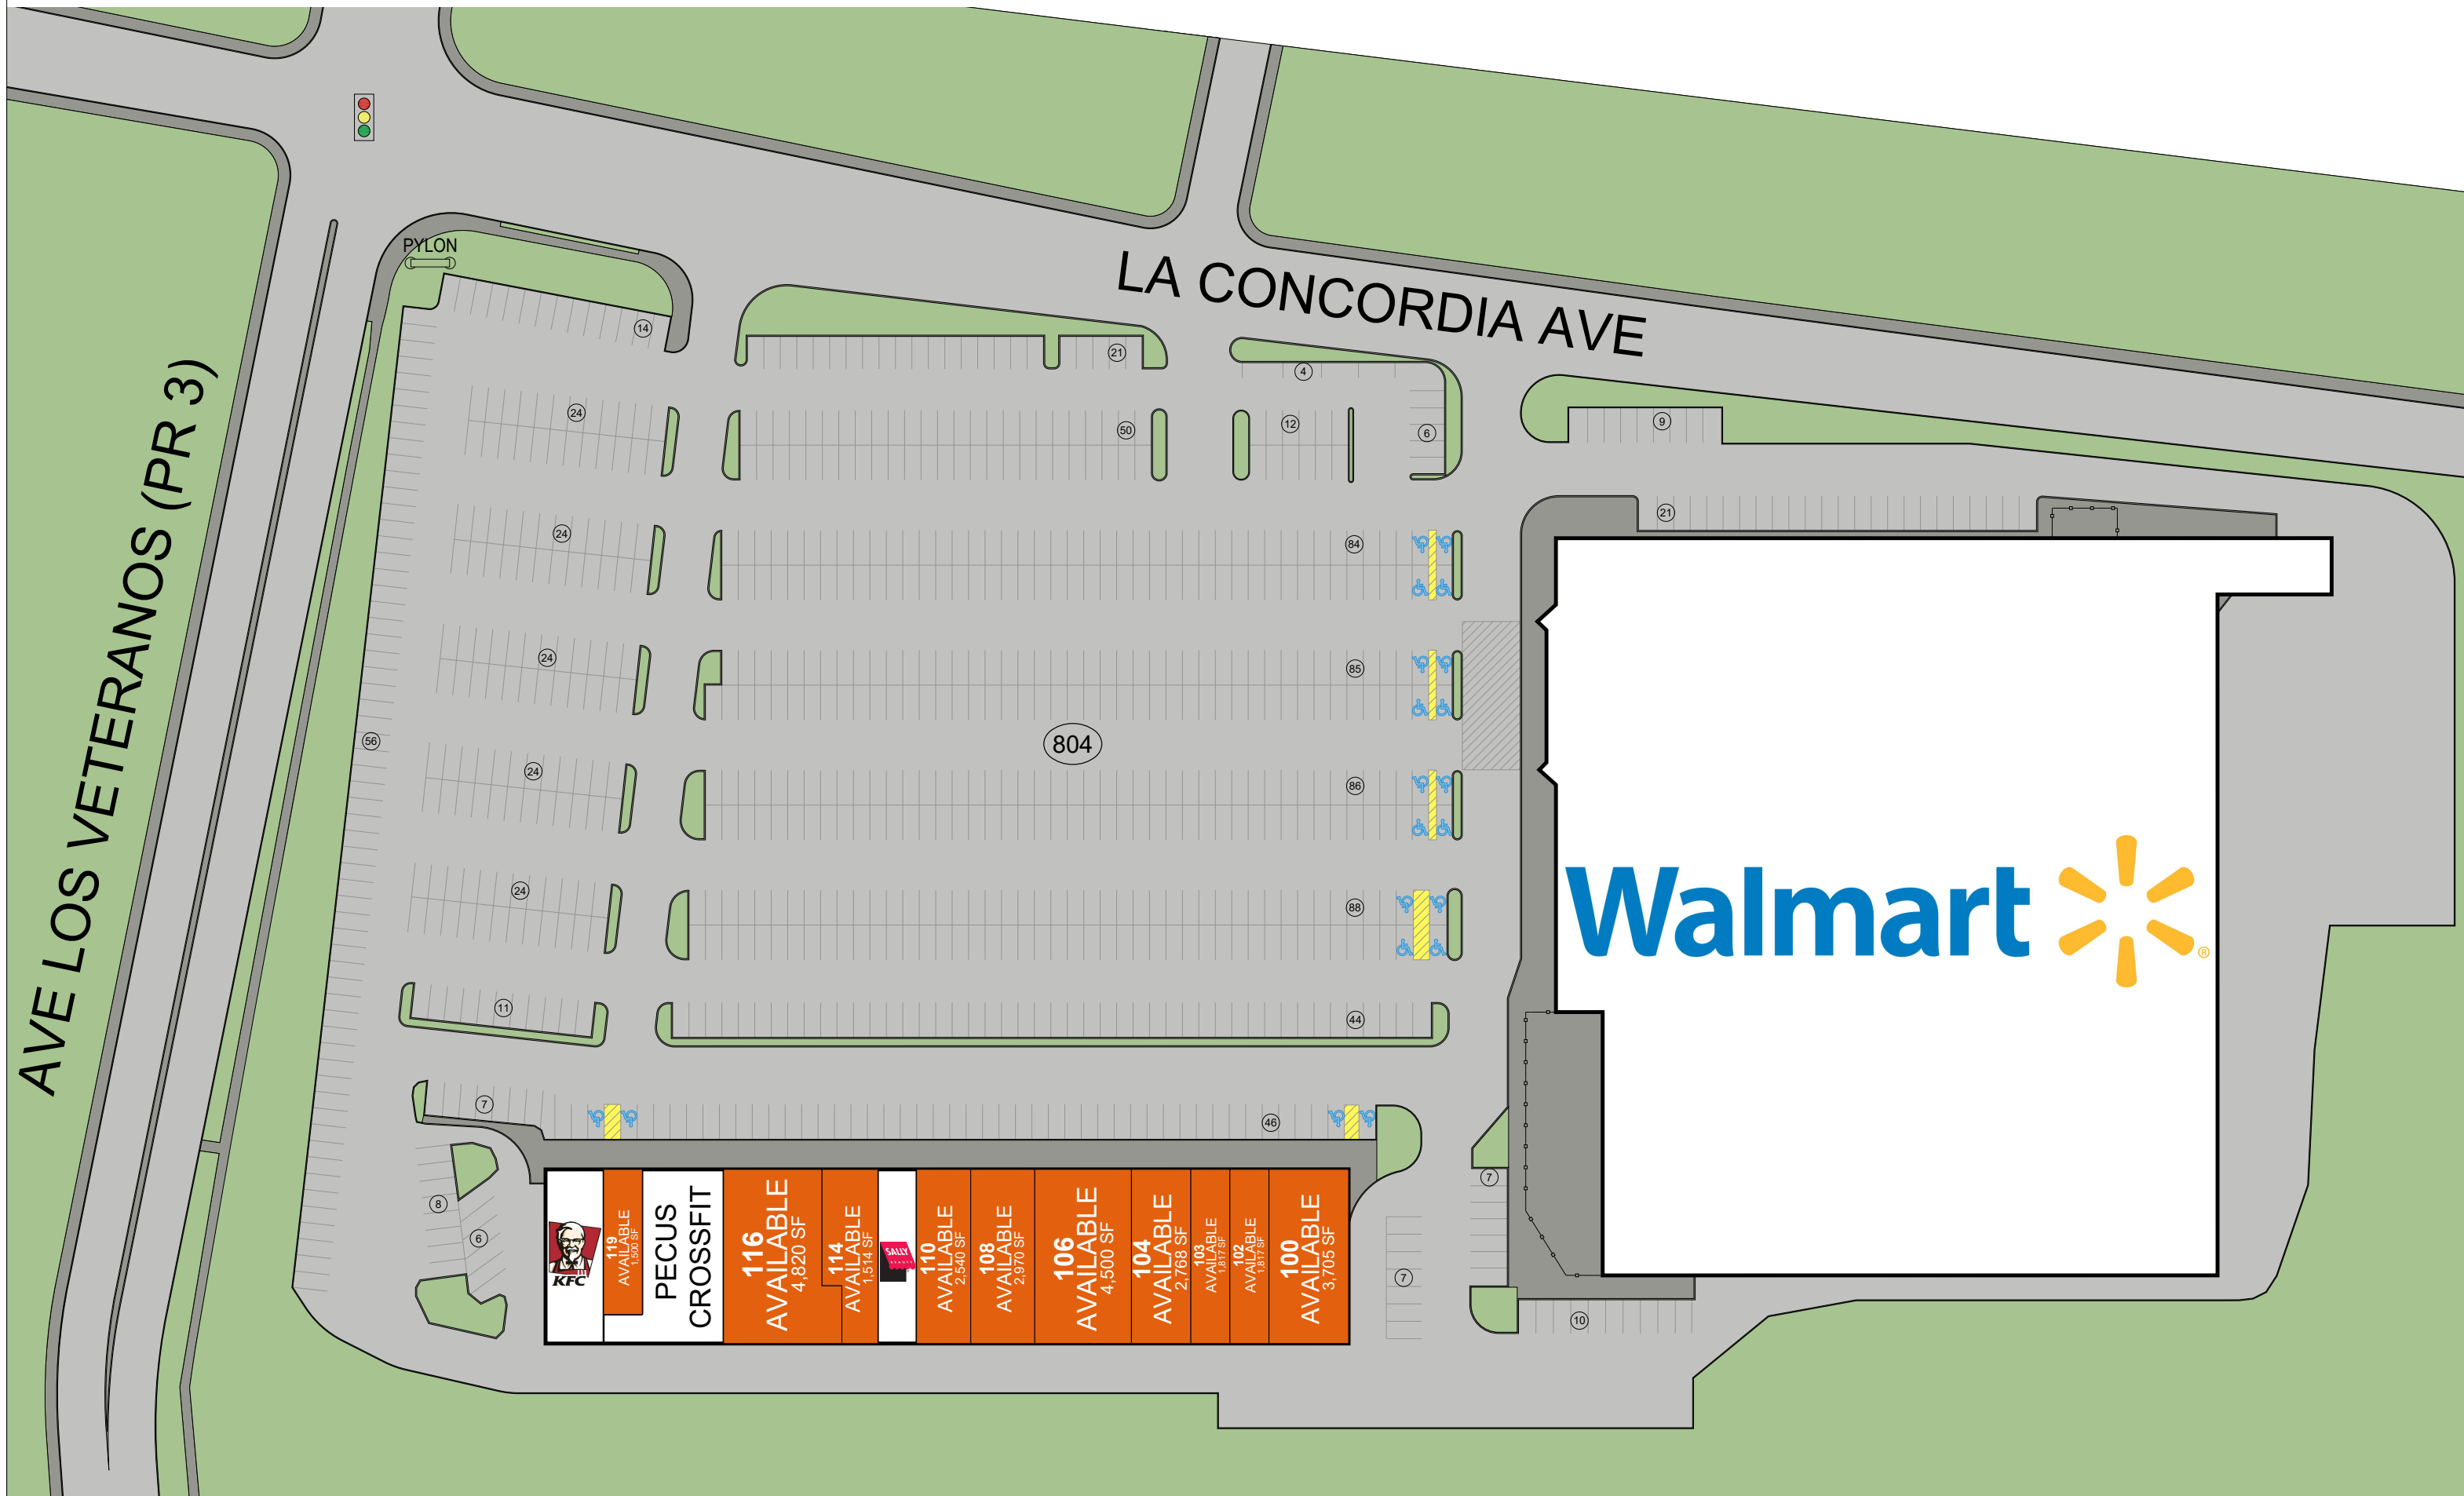 PYLON
LA CONCORDIA AVE
AVE LOS VETERANOS (PR 3)
14
21
4
24
50
12
6
9
24
84
21
24
85
56
804
24
86
24
88
Walmart
®
11
44
7
46
8
6
7
7
10
KFC
119
AVAILABLE
1,500 SF
PECUS
CROSSFIT
116
AVAILABLE
4,820 SF
114
AVAILABLE
1,514 SF
SALLY
110
AVAILABLE
2,540 SF
108
AVAILABLE
2,970 SF
106
AVAILABLE
4,500 SF
104
AVAILABLE
2,768 SF
103
AVAILABLE
1,817 SF
102
AVAILABLE
1,817 SF
100
AVAILABLE
3,705 SF